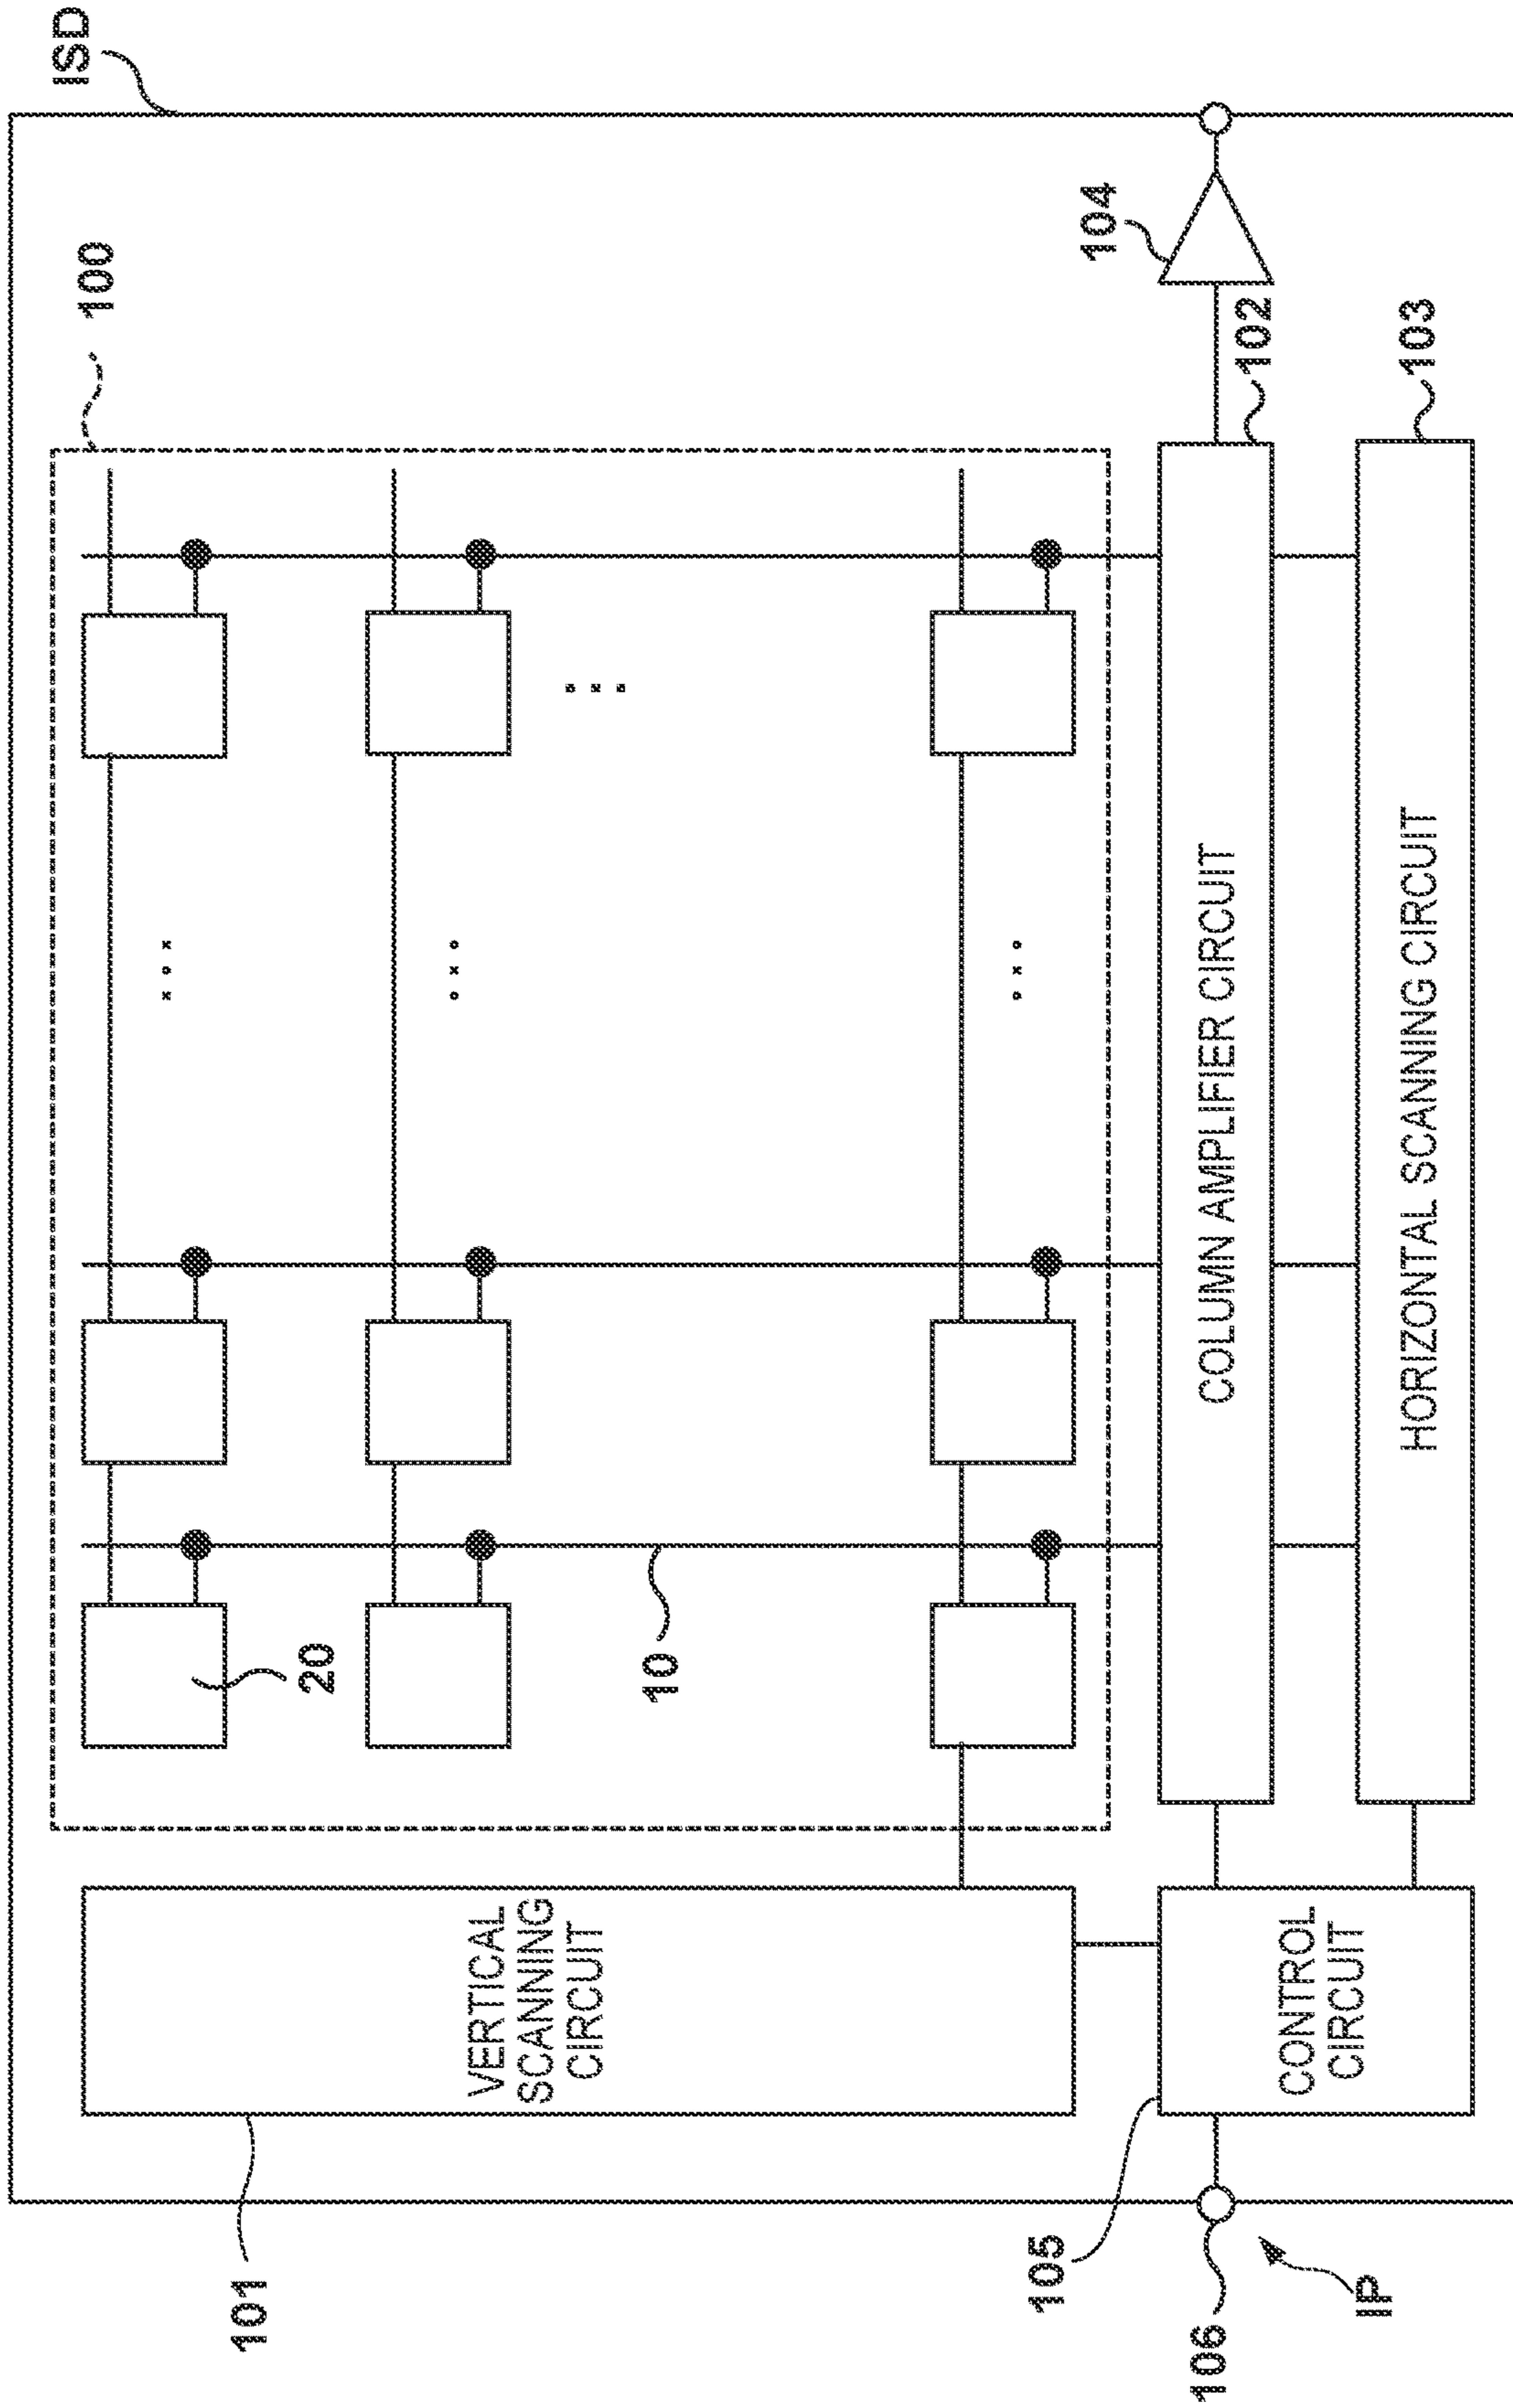 ISD
100
101
VERTICAL
SCANNING
CIRCUIT
20
10
104
105
106
IP
CONTROL
CIRCUIT
COLUMN AMPLIFIER CIRCUIT
102
HORIZONTAL SCANNING CIRCUIT
103